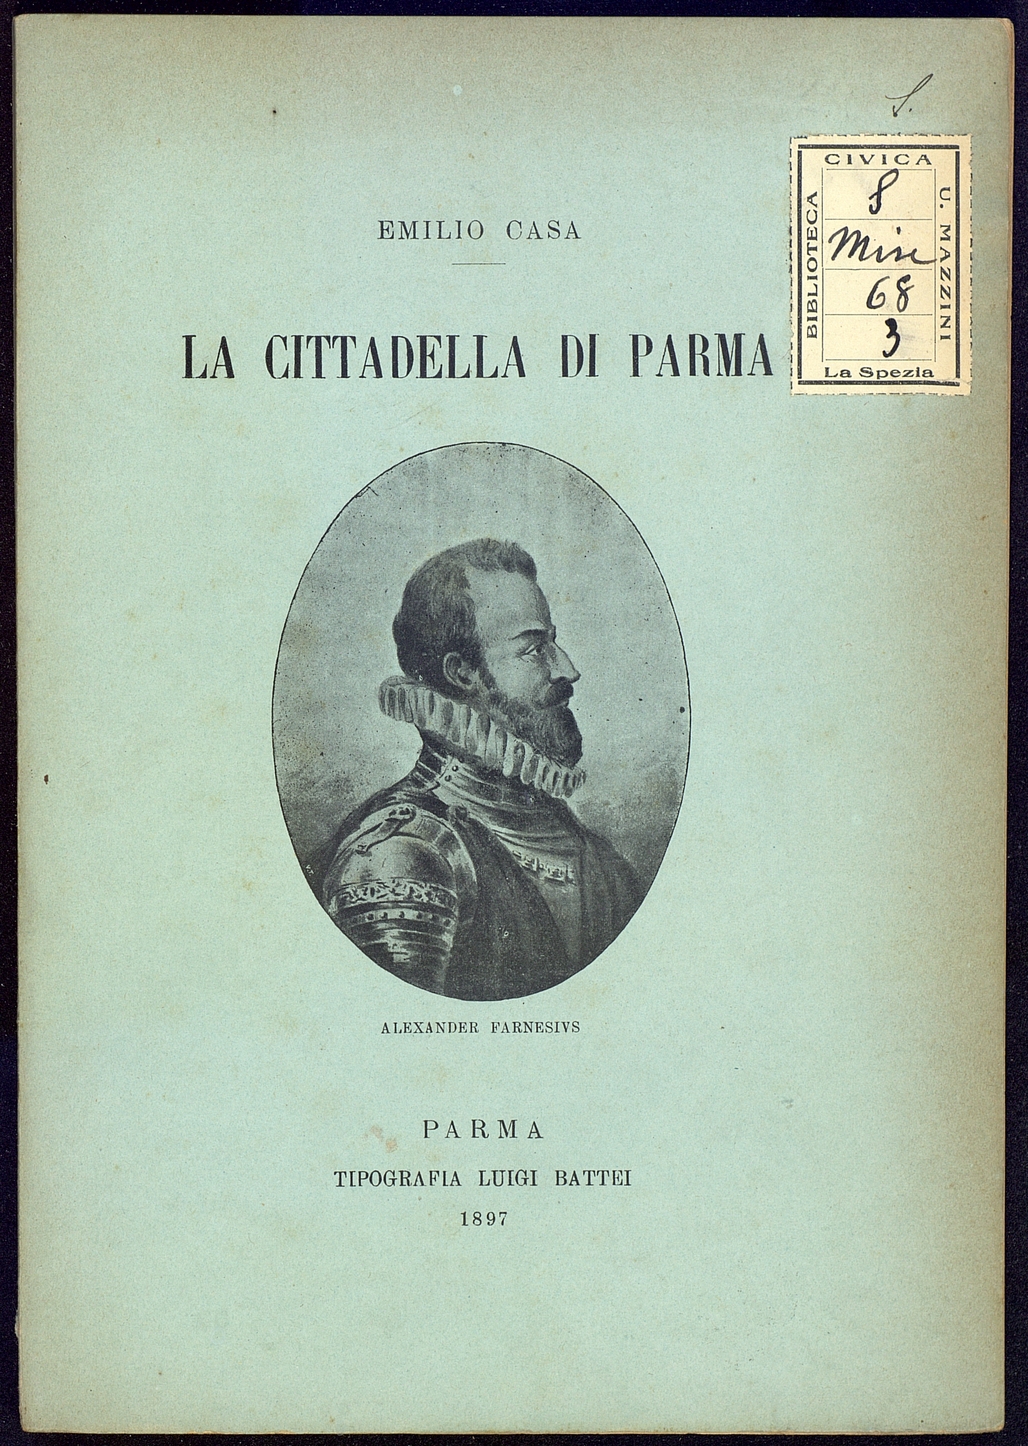 S.
CIVICA
BIBLIOTECA
U. MAZZINI
S
Misc
68
3
La Spezia
EMILIO CASA
LA CITTADELLA DI PARMA
ALEXANDER FARNESIVS
PARMA
TIPOGRAFIA LUIGI BATTEI
1897